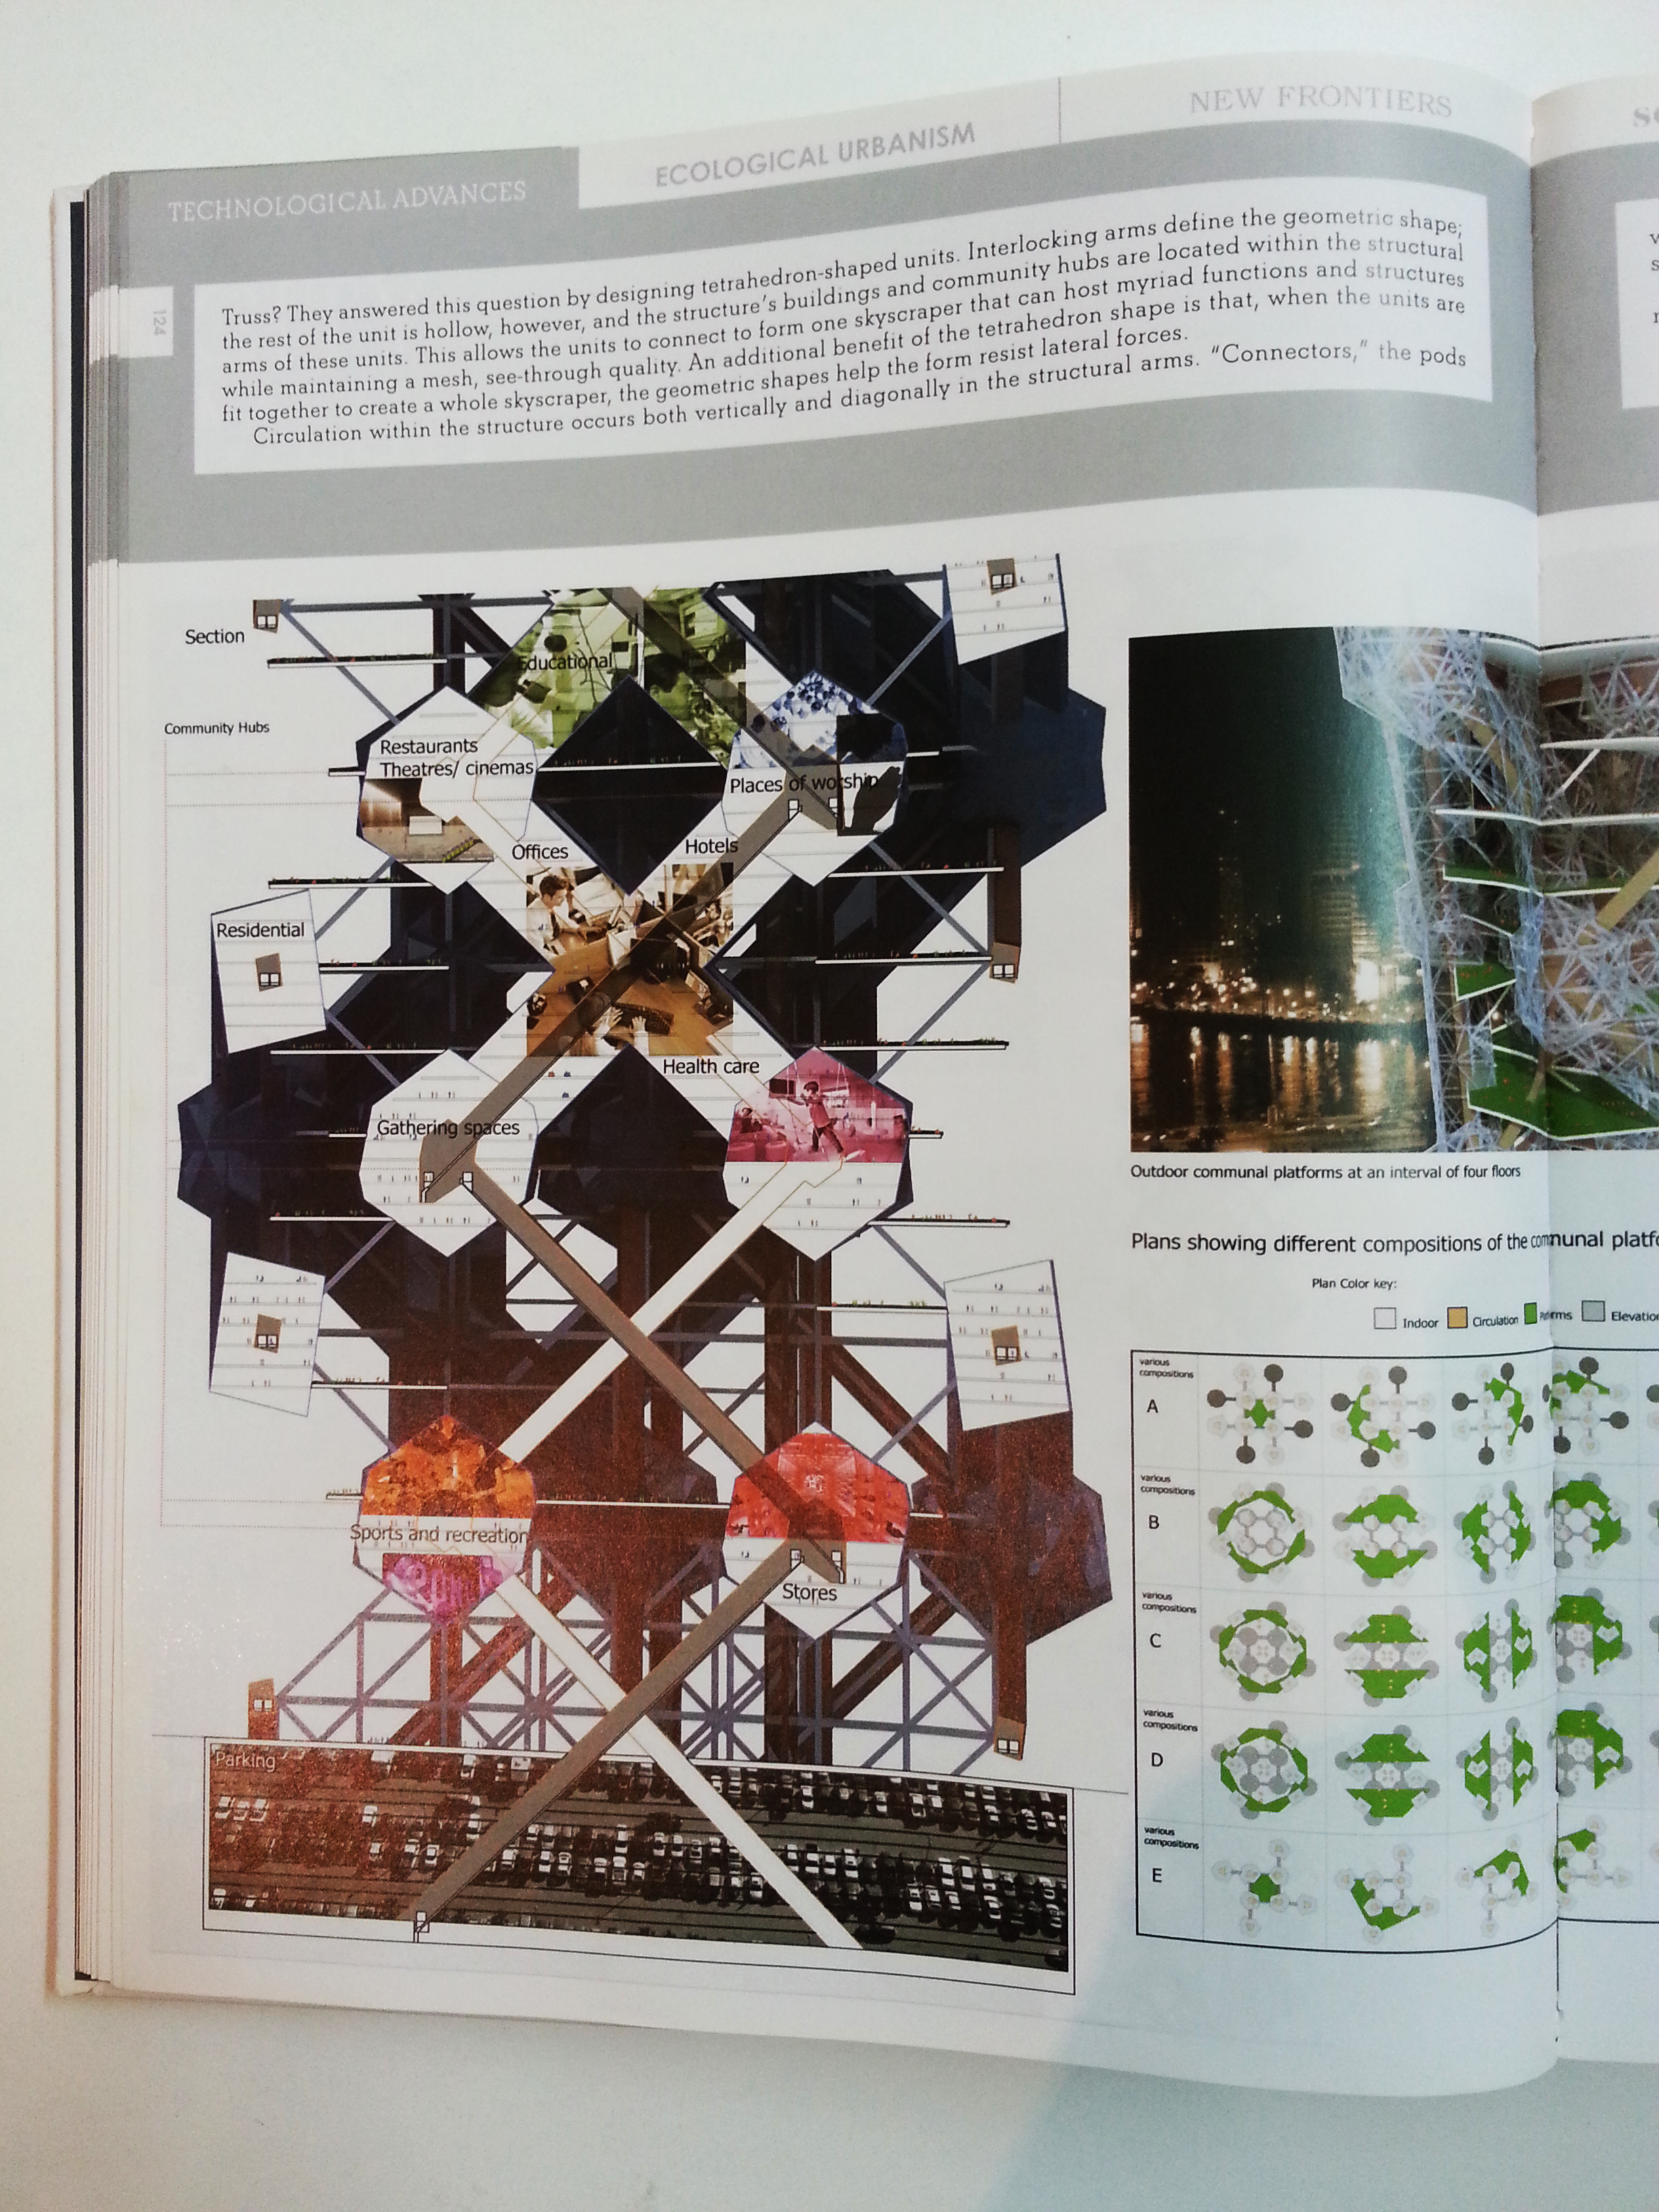 TECHNOLOGICAL ADVANCES
ECOLOGICAL URBANISM
NEW FRONTIERS
124
Truss? They answered this question by designing tetrahedron-shaped units. Interlocking arms define the geometric shape;
the rest of the unit is hollow, however, and the structure's buildings and community hubs are located within the structural
arms of these units. This allows the units to connect to form one skyscraper that can host myriad functions and structures
while maintaining a mesh, see-through quality. An additional benefit of the tetrahedron shape is that, when the units are
fit together to create a whole skyscraper, the geometric shapes help the form resist lateral forces.
Circulation within the structure occurs both vertically and diagonally in the structural arms. "Connectors," the pods
Section
Educational
Community Hubs
Restaurants
Theatres/ cinemas
Places of worship
Offices
Hotels
Residential
Health care
Gathering spaces
Sports and recreation
Stores
Parking
Outdoor communal platforms at an interval of four floors
Plans showing different compositions of the communal platfo
Plan Color key:
Indoor
Circulation
Elevatio
various
compositions
A
various
compositions
B
various
compositions
C
various
compositions
D
various
compositions
E